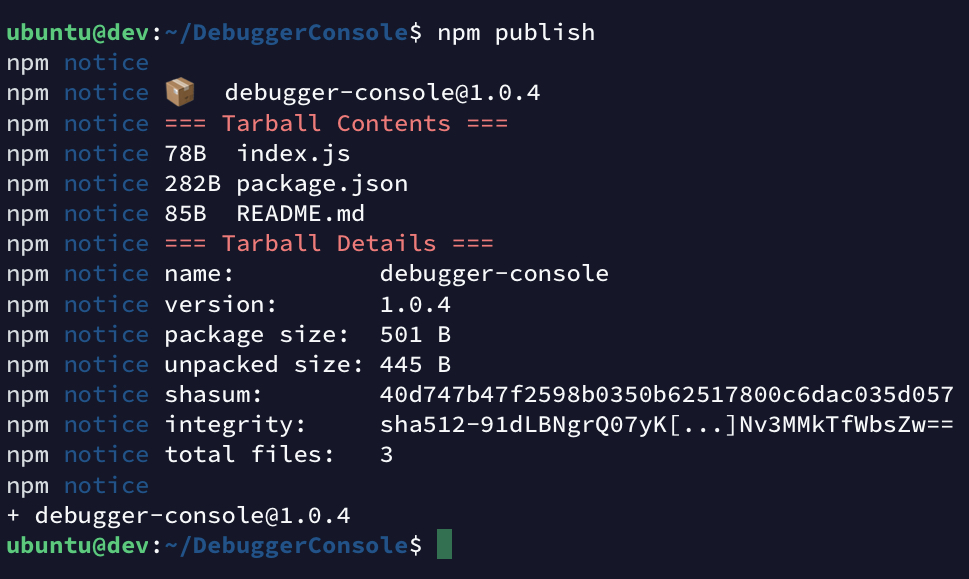 ubuntu@dev:~/DebuggerConsole$ npm publish
npm notice
npm notice 📦  debugger-console@1.0.4
npm notice === Tarball Contents ===
npm notice 78B  index.js
npm notice 282B package.json
npm notice 85B  README.md
npm notice === Tarball Details ===
npm notice name:          debugger-console
npm notice version:       1.0.4
npm notice package size:  501 B
npm notice unpacked size: 445 B
npm notice shasum:        40d747b47f2598b0350b62517800c6dac035d057
npm notice integrity:     sha512-91dLBNgrQ07yK[...]Nv3MMkTfWbsZw==
npm notice total files:   3
npm notice
+ debugger-console@1.0.4
ubuntu@dev:~/DebuggerConsole$